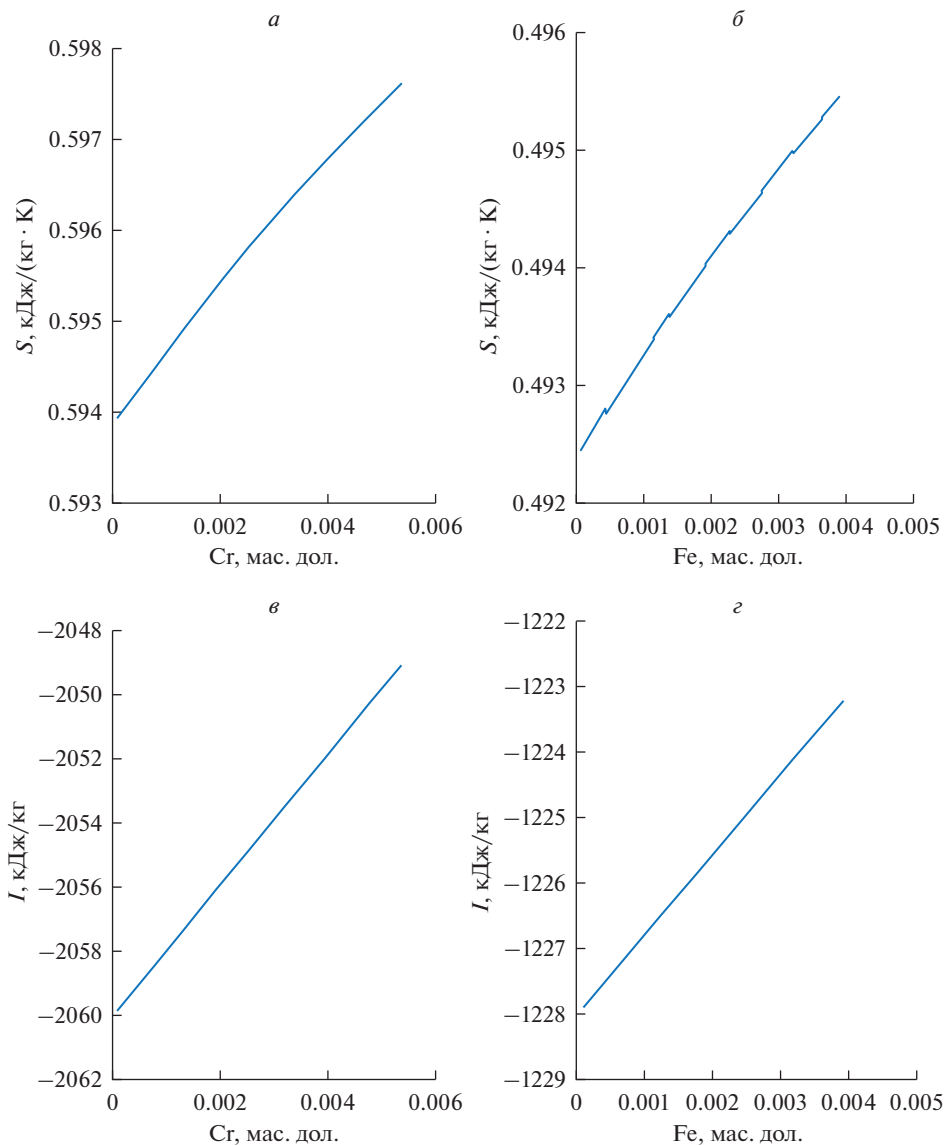 а
0.598
0.597
0.596
0.595
0.594
0.593
S, кДж/(кг · К)
0 0.002 0.004 0.006
Cr, мас. дол.
б
0.496
0.495
0.494
0.493
0.492
S, кДж/(кг · К)
0 0.001 0.002 0.003 0.004 0.005
Fe, мас. дол.
в
−2048
−2050
−2052
−2054
−2056
−2058
−2060
−2062
I, кДж/кг
0 0.002 0.004 0.006
Cr, мас. дол.
г
−1222
−1223
−1224
−1225
−1226
−1227
−1228
−1229
I, кДж/кг
0 0.001 0.002 0.003 0.004 0.005
Fe, мас. дол.